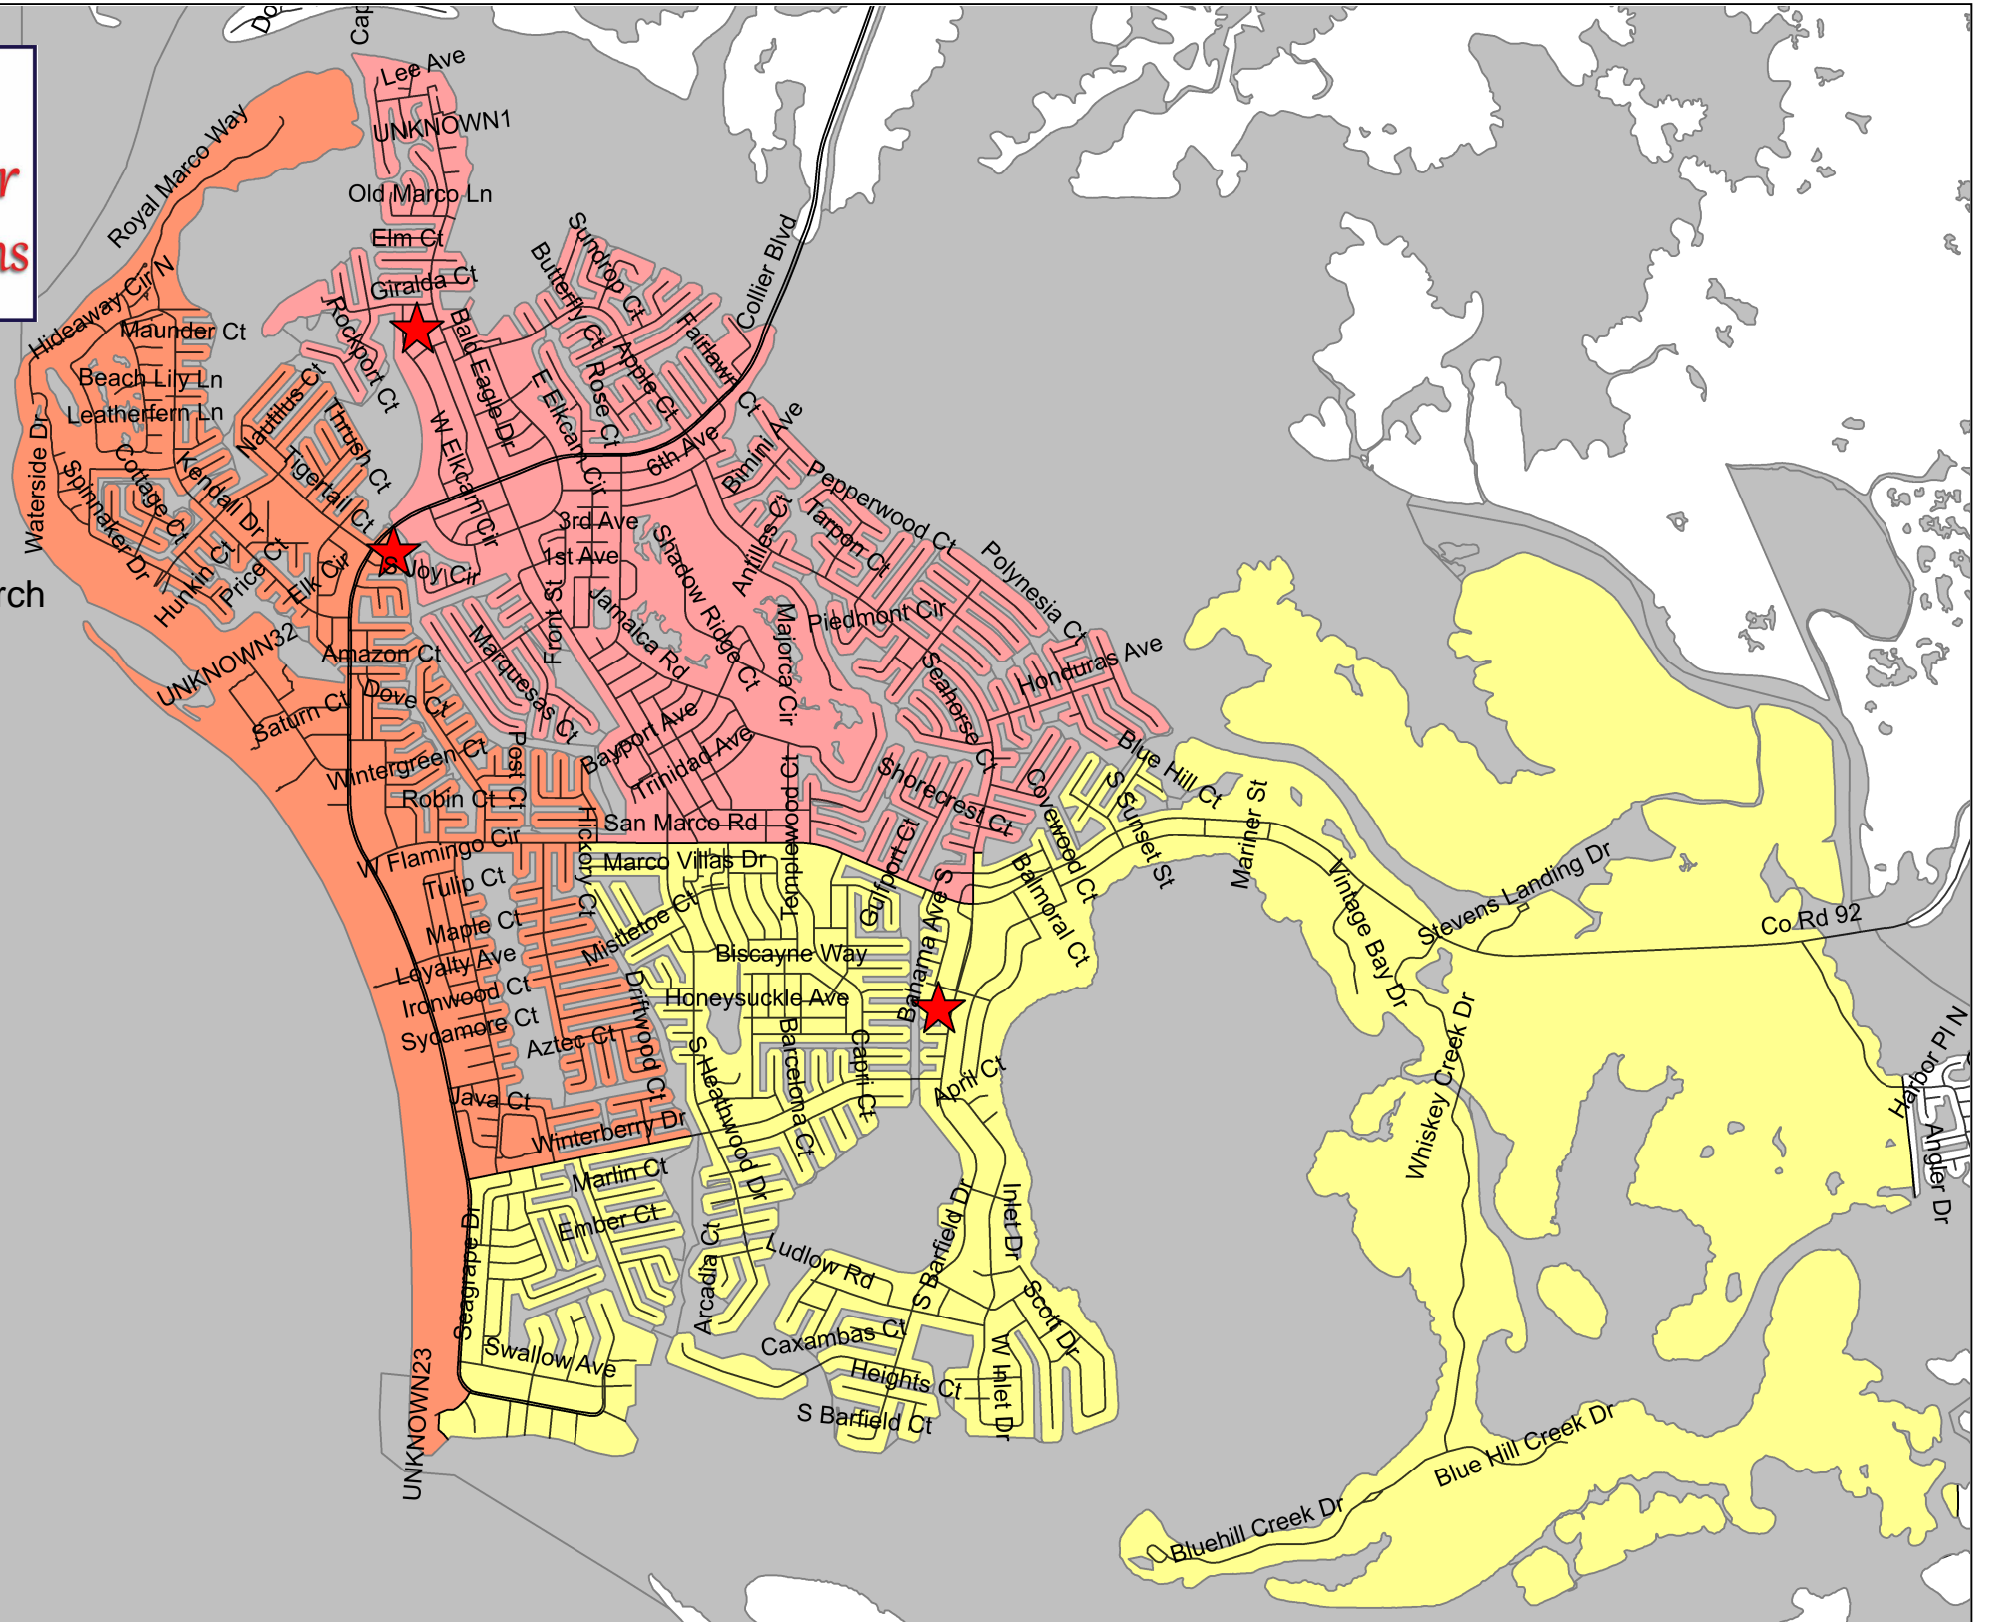 Do
Cap
Lee Ave
r
UNKNOWN1
Royal Marco Way
Old Marco Ln
ns
Elm Ct
Sundrop Ct
Butterfly Ct
Collier Blvd
Giralda Ct
Hideaway Cir N
Maunder Ct
Rockport Ct
Bald Eagle Dr
Fairlawn Ct
Apple Ct
Rose Ct
E Elkcam Cir
Beach Lily Ln
Leatherfern Ln
Nautilus Ct
Thrush Ct
W Elkcam Cir
6th Ave
Bimini Ave
Waterside Dr
Spinnaker Dr
Cottage Ct
Kendall Dr
Tigertail Ct
Pepperwood Ct
Tarpon Ct
3rd Ave
1st Ave
Antilles Ct
Shadow Ridge Ct
Polynesia Ct
rch
Hunkin Ct
Price Ct
Elk Cir
S Joy Cir
Front St
Jamaica Rd
Majorca Cir
Piedmont Cir
UNKNOWN32
Amazon Ct
Marquesas Ct
Seahorse Ct
Honduras Ave
Saturn Ct
Dove Ct
Bayport Ave
Trinidad Ave
Wintergreen Ct
Post Ct
Blue Hill Ct
Robin Ct
Hickory Ct
San Marco Rd
Templewood Ct
Shorecrest Ct
Covewood Ct
S Sunset St
Mariner St
W Flamingo Cir
Marco Villas Dr
Gulfport Ct
Balmoral Ct
Vintage Bay Dr
Stevens Landing Dr
Co Rd 92
Tulip Ct
Maple Ct
Mistletoe Ct
Biscayne Way
Bahama Ave S
Loyalty Ave
Ironwood Ct
Honeysuckle Ave
Driftwood Ct
Sycamore Ct
Aztec Ct
S Heathwood Dr
Barcelona Ct
Capri Ct
April Ct
Whiskey Creek Dr
Harbor Pl N
Angler Dr
Java Ct
Winterberry Dr
Marlin Ct
Ember Ct
Seagrape Dr
Arcadia Ct
Ludlow Rd
S Barfield Dr
Inlet Dr
Scott Dr
Swallow Ave
Caxambas Ct
Heights Ct
W Inlet Dr
S Barfield Ct
UNKNOWN23
Blue Hill Creek Dr
Bluehill Creek Dr